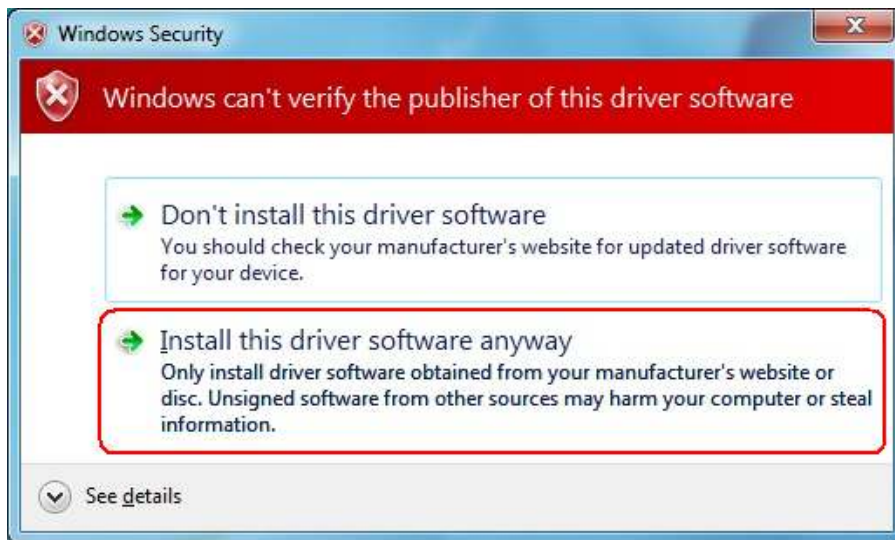 Windows Security
Windows can't verify the publisher of this driver software
Don't install this driver software
You should check your manufacturer's website for updated driver software
for your device.
Install this driver software anyway
Only install driver software obtained from your manufacturer's website or
disc. Unsigned software from other sources may harm your computer or steal
information.
See details